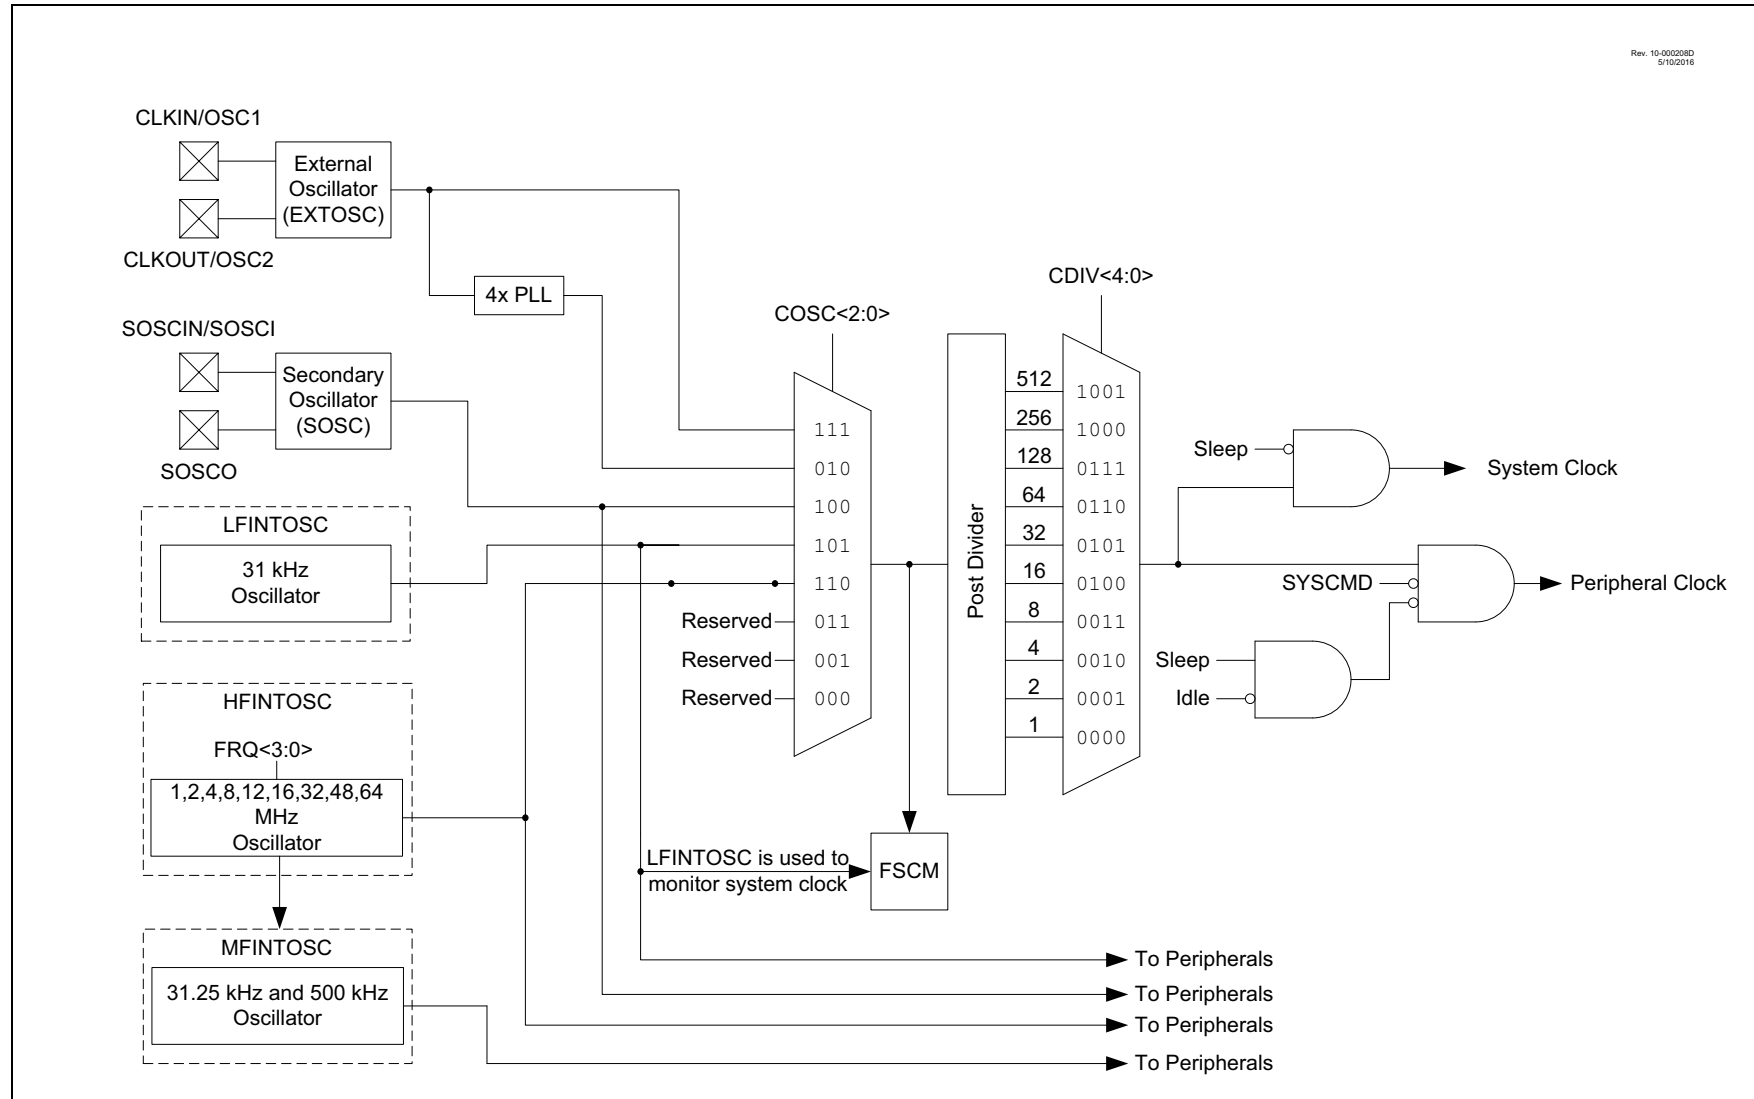 Rev. 10-000208D
5/10/2016
CLKIN/OSC1
External
Oscillator
(EXTOSC)
CLKOUT/OSC2
4x PLL
SOSCIN/SOSCI
Secondary
Oscillator
(SOSC)
SOSCO
LFINTOSC
31 kHz
Oscillator
HFINTOSC
FRQ<3:0>
1,2,4,8,12,16,32,48,64
MHz
Oscillator
MFINTOSC
31.25 kHz and 500 kHz
Oscillator
COSC<2:0>
111
010
100
101
110
Reserved 011
Reserved 001
Reserved 000
LFINTOSC is used to
monitor system clock
FSCM
Post Divider
CDIV<4:0>
512 1001
256 1000
128 0111
64 0110
32 0101
16 0100
8 0011
4 0010
2 0001
1 0000
Sleep
System Clock
SYSCMD
Peripheral Clock
Sleep
Idle
To Peripherals
To Peripherals
To Peripherals
To Peripherals